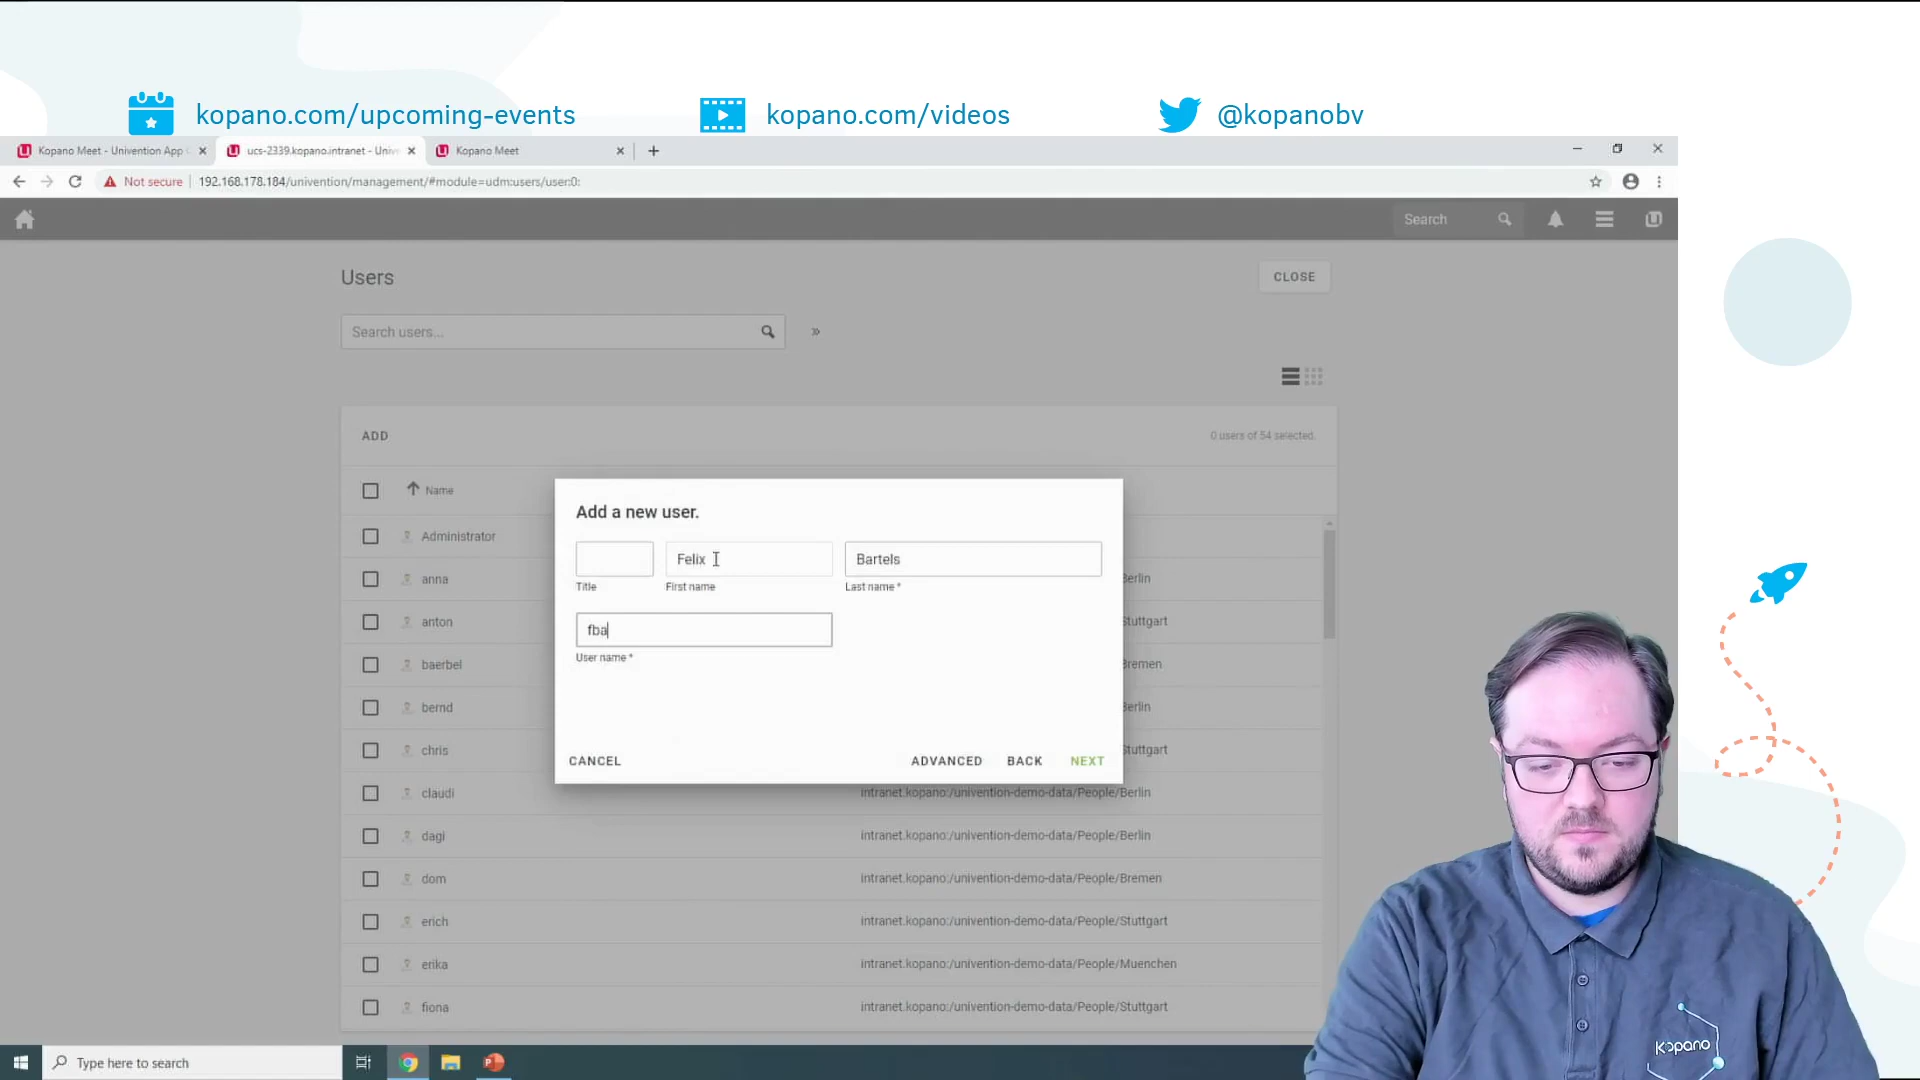 kopano.com/upcoming-events
kopano.com/videos
@kopanobv
Kopano Meet - Univention App
ucs-2339.kopano.intranet - Unive
Kopano Meet
Not secure
192.168.178.184/univention/management/#module=udm:users/user:0:
Search
Users
CLOSE
Search users...
ADD
0 users of 54 selected.
Name
Administrator
anna
Berlin
anton
Stuttgart
baerbel
Bremen
bernd
Berlin
chris
Stuttgart
claudi
intranet.kopano:/univention-demo-data/People/Berlin
dagi
intranet.kopano:/univention-demo-data/People/Berlin
dom
intranet.kopano:/univention-demo-data/People/Bremen
erich
intranet.kopano:/univention-demo-data/People/Stuttgart
erika
intranet.kopano:/univention-demo-data/People/Muenchen
fiona
intranet.kopano:/univention-demo-data/People/Stuttgart
Add a new user.
Felix
Bartels
Title
First name
Last name *
fba
User name *
CANCEL
ADVANCED
BACK
NEXT
Type here to search
Kopano